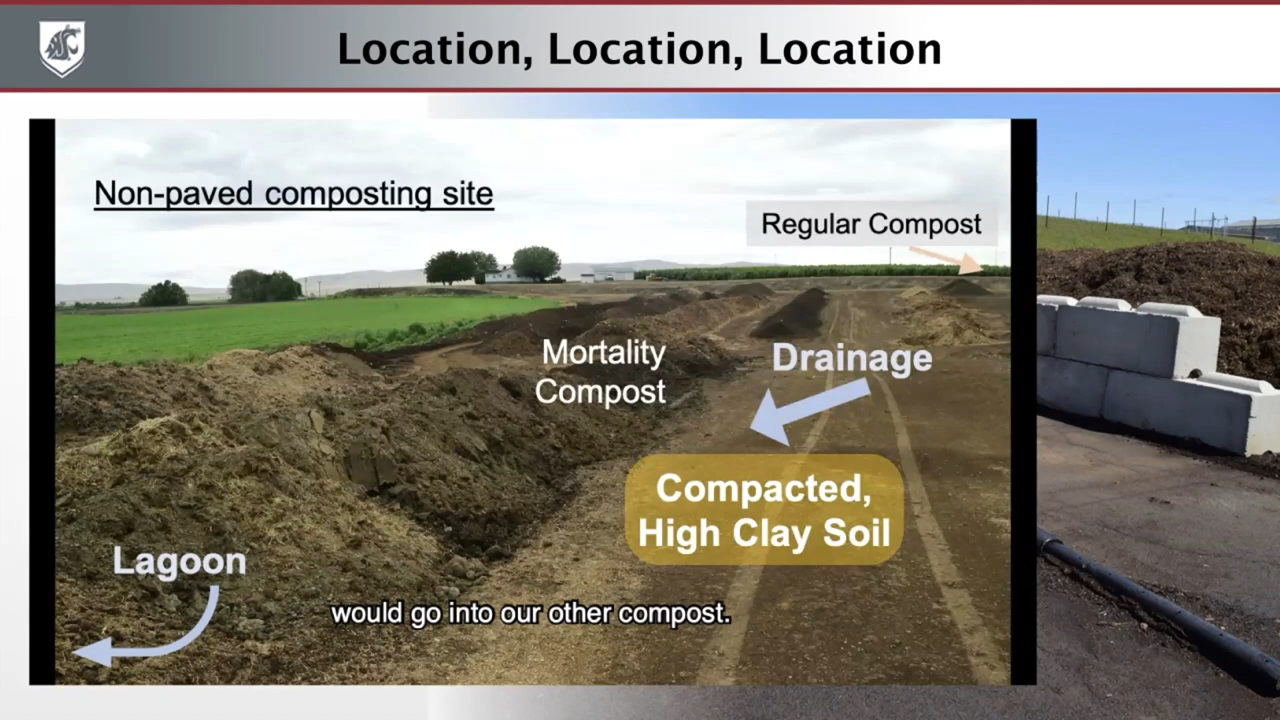 Location, Location, Location
Non-paved composting site
Regular Compost
Mortality
Compost
Drainage
Compacted,
High Clay Soil
Lagoon
would go into our other compost.